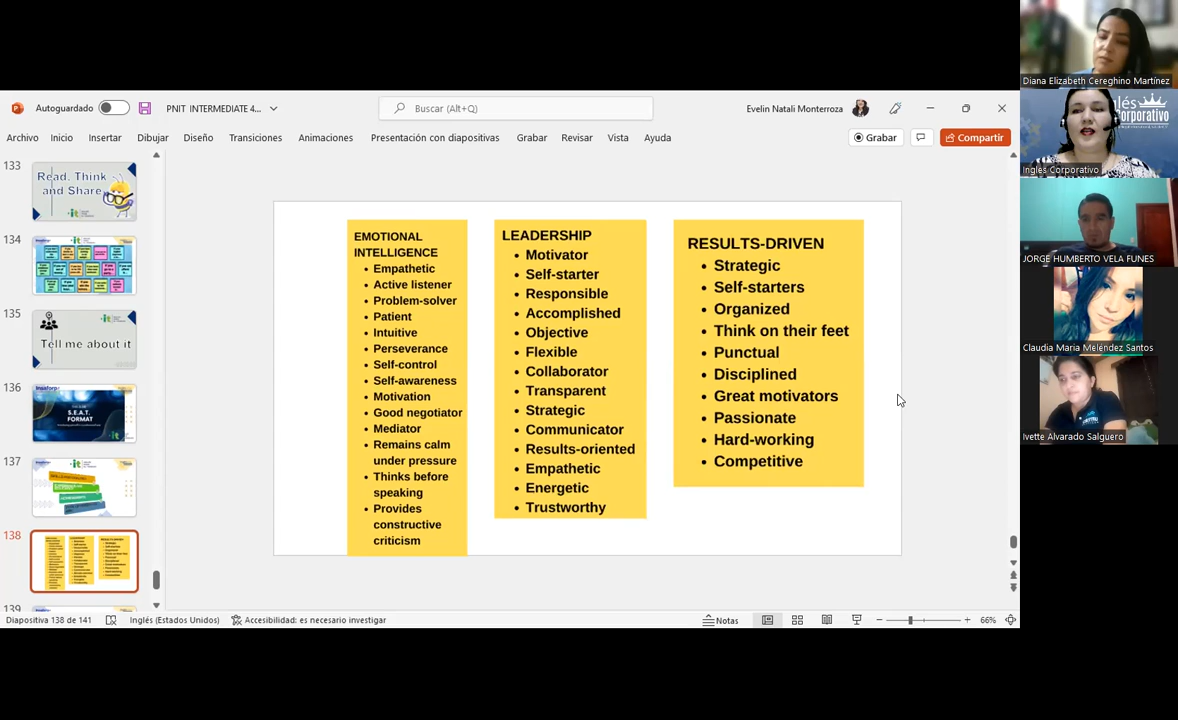 Autoguardado
PNIT INTERMEDIATE 4...
Buscar (Alt+Q)
Evelin Natali Monterroza
Archivo Inicio Insertar Dibujar Diseño Transiciones Animaciones Presentación con diapositivas Grabar Revisar Vista Ayuda
Grabar
Compartir
133
Read, Think
and Share
134
135
Tell me about it
136
S.E.A.T.
FORMAT
137
138
139
EMOTIONAL
INTELLIGENCE
• Empathetic
• Active listener
• Problem-solver
• Patient
• Intuitive
• Perseverance
• Self-control
• Self-awareness
• Motivation
• Good negotiator
• Mediator
• Remains calm
under pressure
• Thinks before
speaking
• Provides
constructive
criticism
LEADERSHIP
• Motivator
• Self-starter
• Responsible
• Accomplished
• Objective
• Flexible
• Collaborator
• Transparent
• Strategic
• Communicator
• Results-oriented
• Empathetic
• Energetic
• Trustworthy
RESULTS-DRIVEN
• Strategic
• Self-starters
• Organized
• Think on their feet
• Punctual
• Disciplined
• Great motivators
• Passionate
• Hard-working
• Competitive
Diapositiva 138 de 141
Inglés (Estados Unidos)
Accesibilidad: es necesario investigar
Notas
66%
Diana Elizabeth Cereghino Martínez
Inglés Corporativo
JORGE HUMBERTO VELA FUNES
Claudia Maria Meléndez Santos
Ivette Alvarado Salguero